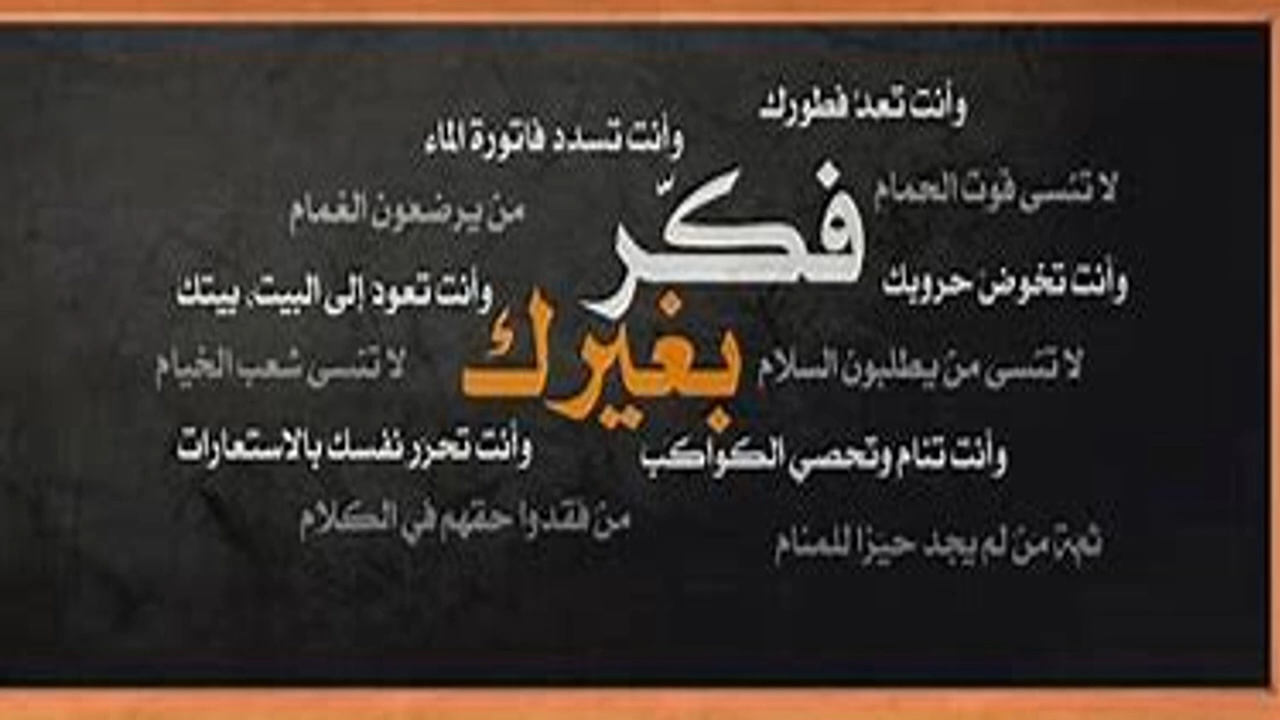 فكّر
بغيرك
وأنت تعدّ فطورك
لا تنسى قوت الحمام
وأنت تخوض حروبك
لا تنسى من يطلبون السلام
وأنت تسدد فاتورة الماء
من يرضعون الغمام
وأنت تعود إلى البيت، بيتك
لا تنسى شعب الخيام
وأنت تنام وتحصي الكواكب
ثمة من لم يجد حيزا للمنام
وأنت تحرر نفسك بالاستعارات
من فقدوا حقهم في الكلام